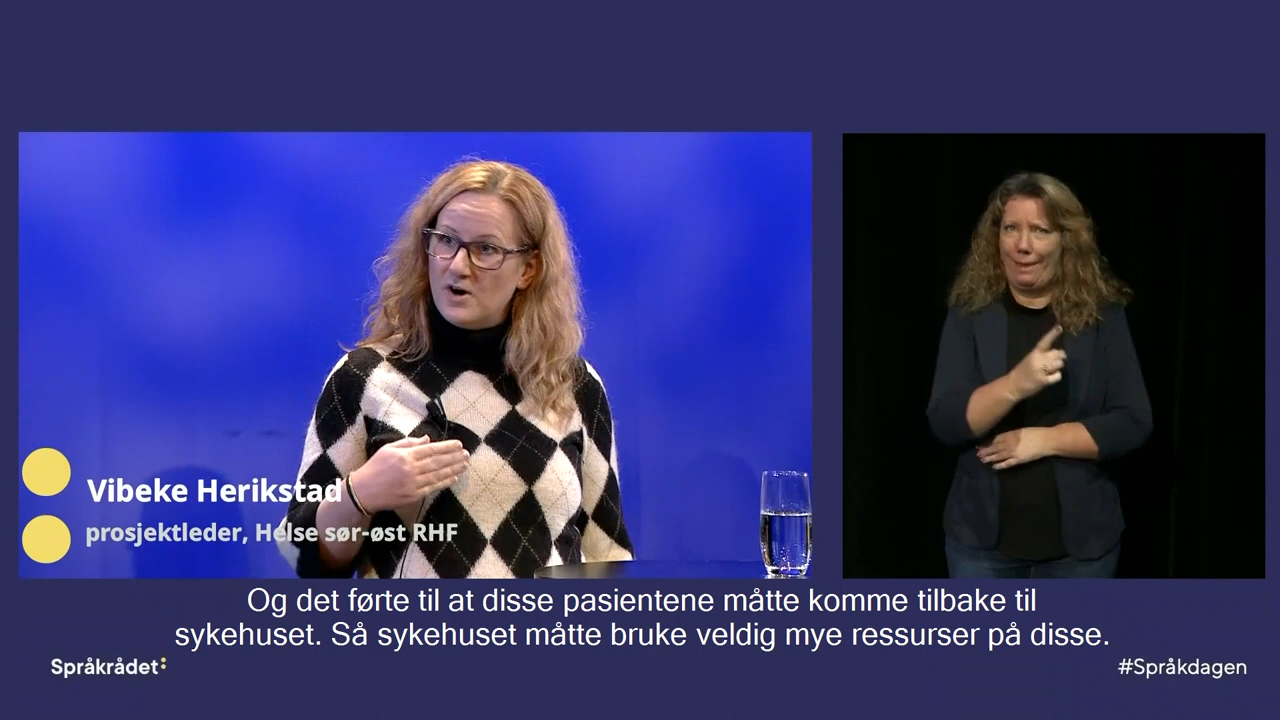 Vibeke Herikstad
prosjektleder, Helse sør-øst RHF
Og det førte til at disse pasientene måtte komme tilbake til
sykehuset. Så sykehuset måtte bruke veldig mye ressurser på disse.
Språkrådet:
#Språkdagen